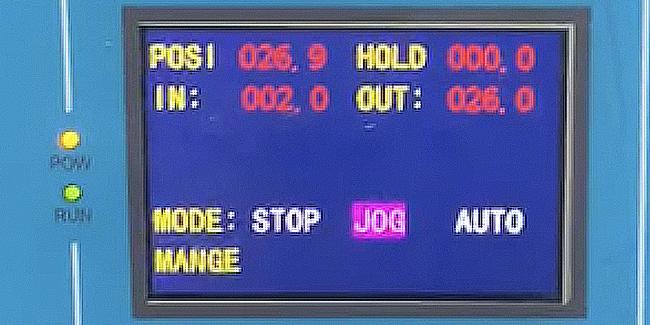 POSI 026.9 HOLD 000.0
IN: 002.0 OUT: 026.0
POW
RUN
MODE: STOP JOG AUTO
MANGE